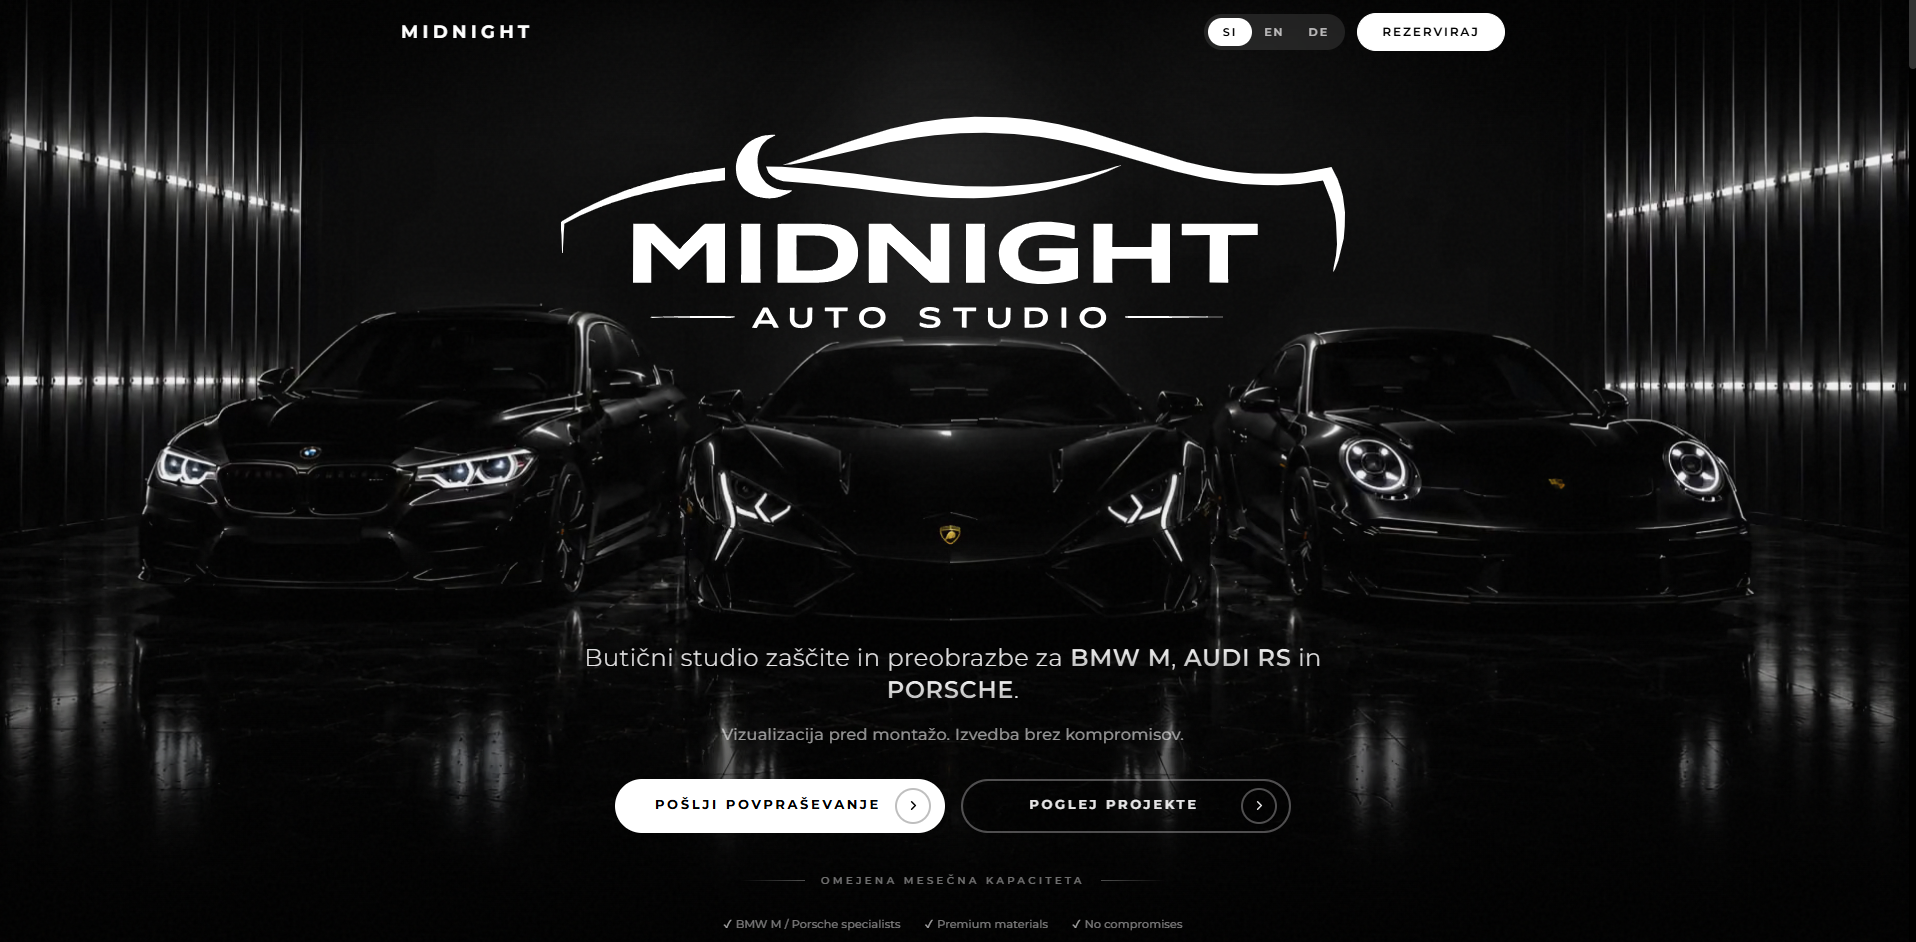 MIDNIGHT
SI EN DE REZERVIRAJ
MIDNIGHT
AUTO STUDIO
Butični studio zaščite in preobrazbe za BMW M, AUDI RS in
PORSCHE.
Vizualizacija pred montažo. Izvedba brez kompromisov.
POŠLJI POVPRAŠEVANJE POGLEJ PROJEKTE
OMEJENA MESEČNA KAPACITETA
✓ BMW M / Porsche specialists ✓ Premium materials ✓ No compromises